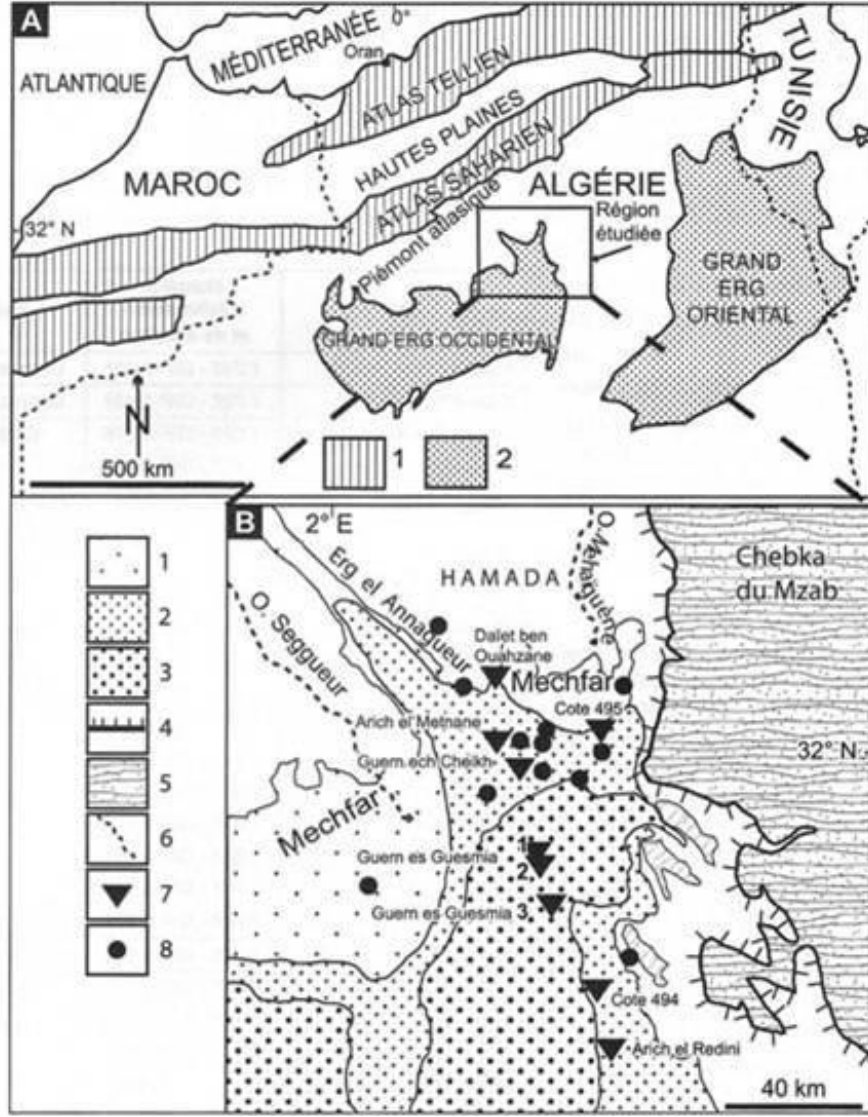 A
0°
MÉDITERRANÉE
Oran
ATLANTIQUE
ATLAS TELLIEN
TUNISIE
HAUTES PLAINES
MAROC
ATLAS SAHARIEN
ALGÉRIE
32° N
Piémont atlasique
Région
étudiée
GRAND
ERG
ORIENTAL
GRAND ERG OCCIDENTAL
N
500 km
1
2
B
2° E
O. Mehaguène
Chebka
du Mzab
HAMADA
Erg el Annagueur
O. Seggueur
Daïet ben
Ouahzane
Mechfar
Cote 495
Arich el Metnane
32° N
Guern ech Cheikh
Mechfar
1
Guern es Guesmia
2
Guern es Guesmia
3
Cote 494
Arich el Redini
40 km
1
2
3
4
5
6
7
8